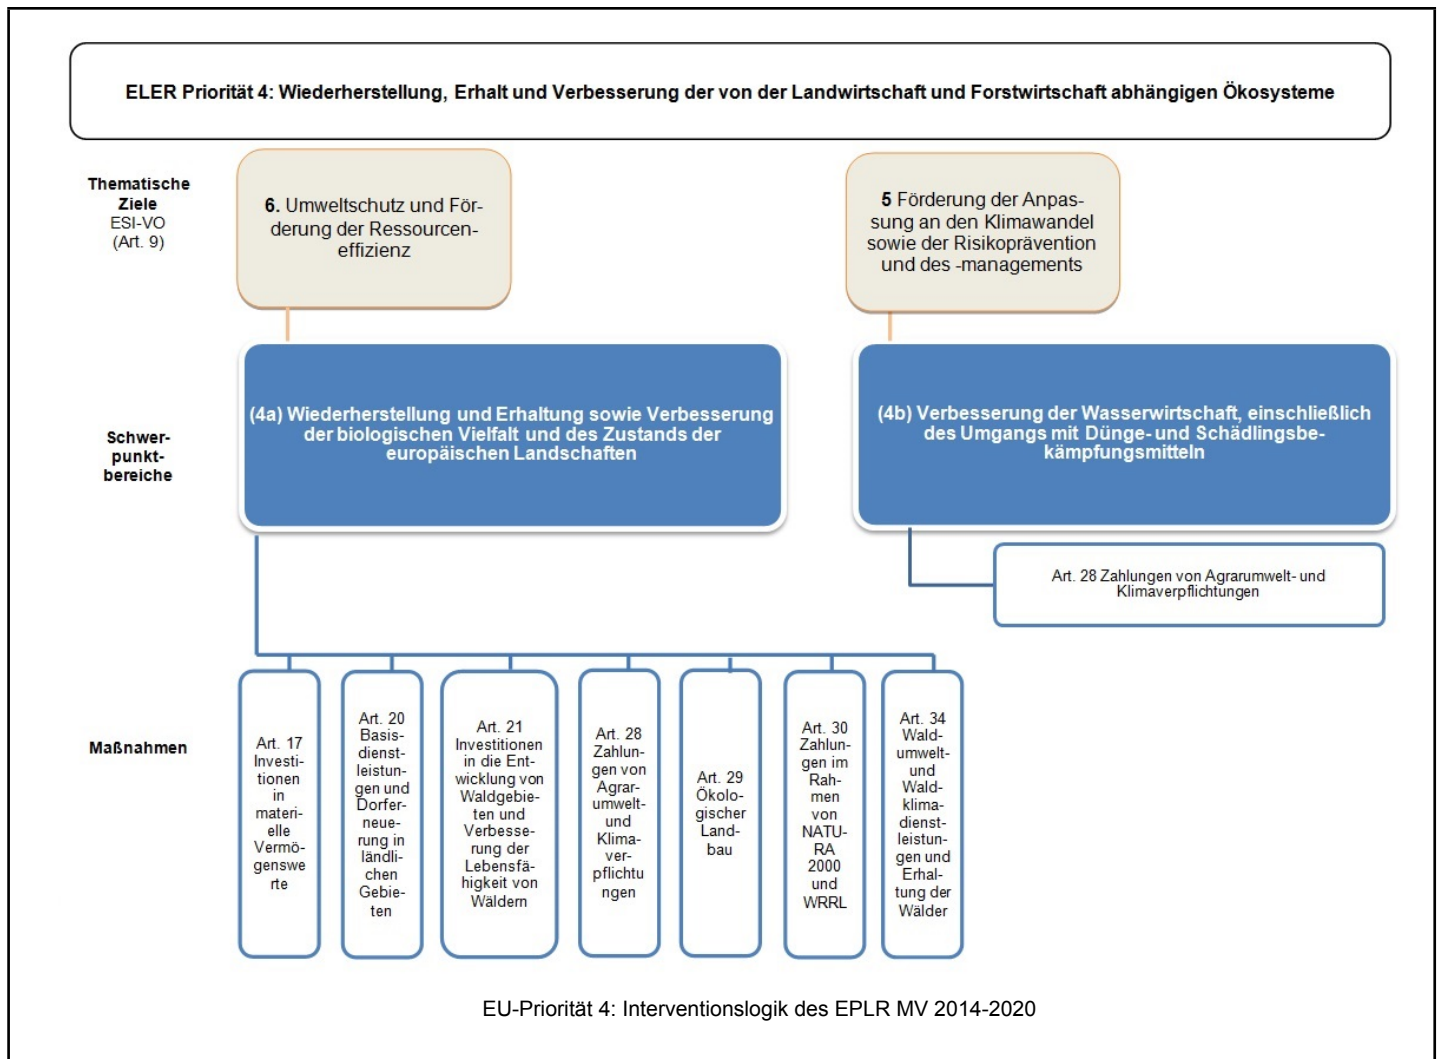 ELER Priorität 4: Wiederherstellung, Erhalt und Verbesserung der von der Landwirtschaft und Forstwirtschaft abhängigen Ökosysteme
Thematische
Ziele
ESI-VO
(Art. 9)
6. Umweltschutz und För-
derung der Ressourcen-
effizienz
5 Förderung der Anpas-
sung an den Klimawandel
sowie der Risikoprävention
und des -managements
Schwer-
punkt-
bereiche
(4a) Wiederherstellung und Erhaltung sowie Verbesserung
der biologischen Vielfalt und des Zustands der
europäischen Landschaften
(4b) Verbesserung der Wasserwirtschaft, einschließlich
des Umgangs mit Dünge- und Schädlingsbe-
kämpfungsmitteln
Art. 28 Zahlungen von Agrarumwelt- und
Klimaverpflichtungen
Maßnahmen
Art. 17
Investi-
tionen
in
materi-
elle
Vermö-
genswe
rte
Art. 20
Basis-
dienst-
leistun-
gen und
Dorfer-
neue-
rung in
ländli-
chen
Gebie-
ten
Art. 21
Investitionen
in die Ent-
wicklung von
Waldgebie-
ten und
Verbesse-
rung der
Lebensfä-
higkeit von
Wäldern
Art. 28
Zahlun-
gen von
Agrar-
umwelt-
und
Klima-
ver-
pflichtu
ngen
Art. 29
Ökolo-
gischer
Land-
bau
Art. 30
Zahlun-
gen im
Rah-
men
von
NATU-
RA
2000
und
WRRL
Art. 34
Wald-
umwelt-
und
Wald-
klima-
dienst-
leistun-
gen und
Erhal-
tung der
Wälder
EU-Priorität 4: Interventionslogik des EPLR MV 2014-2020